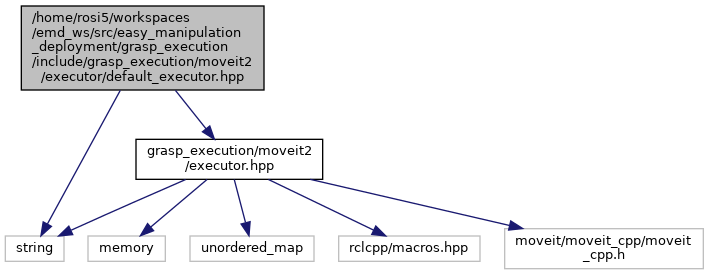 /home/rosi5/workspaces
/emd_ws/src/easy_manipulation
_deployment/grasp_execution
/include/grasp_execution/moveit2
/executor/default_executor.hpp
grasp_execution/moveit2
/executor.hpp
string
memory
unordered_map
rclcpp/macros.hpp
moveit/moveit_cpp/moveit
_cpp.h